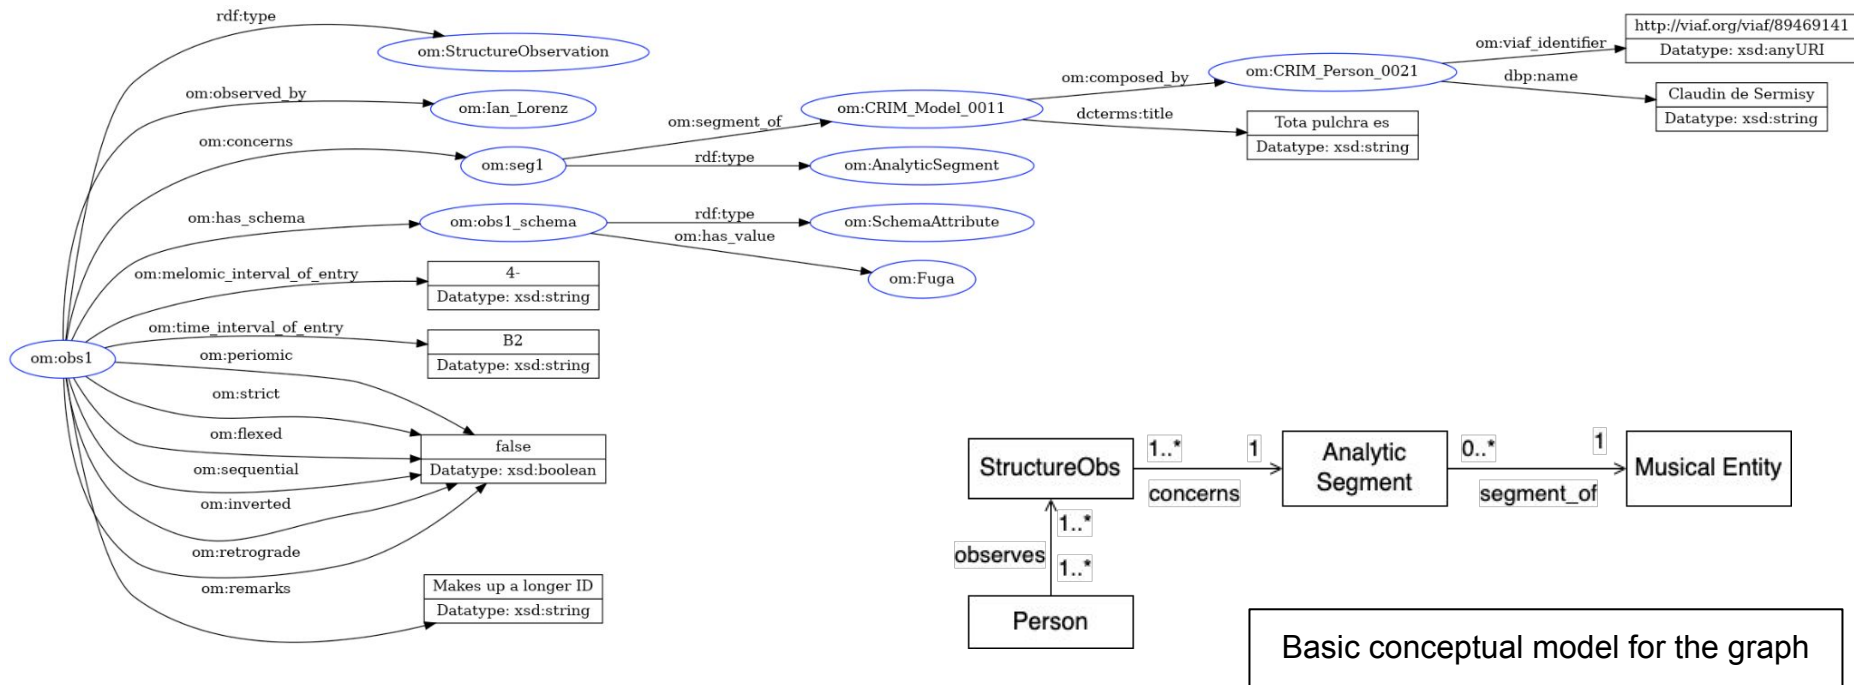 rdf:type
om:StructureObservation
om:observed_by
om:Ian_Lorenz
om:concerns
om:seg1
om:segment_of
om:CRIM_Model_0011
om:composed_by
om:CRIM_Person_0021
om:viaf_identifier
http://viaf.org/viaf/89469141
Datatype: xsd:anyURI
dbp:name
Claudin de Sermisy
Datatype: xsd:string
dcterms:title
Tota pulchra es
Datatype: xsd:string
rdf:type
om:AnalyticSegment
om:has_schema
om:obs1_schema
rdf:type
om:SchemaAttribute
om:has_value
om:Fuga
om:melomic_interval_of_entry
4-
Datatype: xsd:string
om:time_interval_of_entry
B2
Datatype: xsd:string
om:obs1
om:periomic
om:strict
om:flexed
om:sequential
om:inverted
om:retrograde
false
Datatype: xsd:boolean
om:remarks
Makes up a longer ID
Datatype: xsd:string
StructureObs
1..*
1
concerns
Analytic
Segment
0..*
1
segment_of
Musical Entity
1..*
observes
1..*
Person
Basic conceptual model for the graph